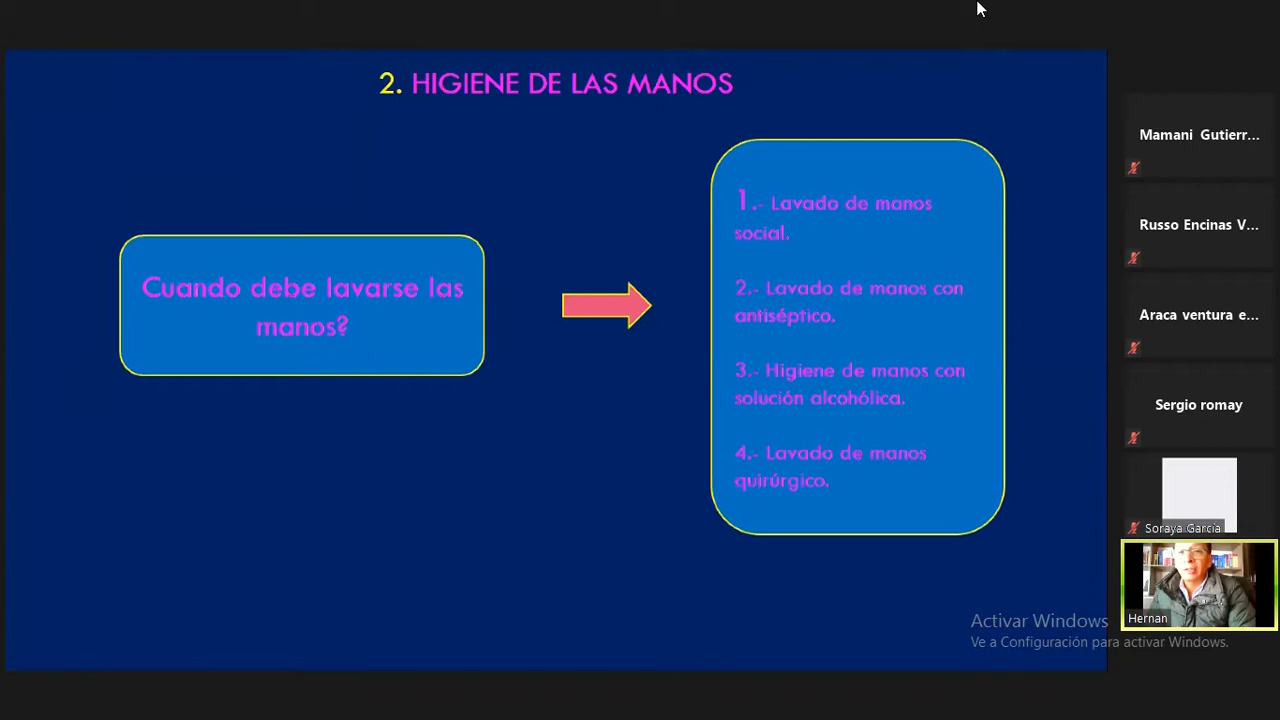 2. HIGIENE DE LAS MANOS
Cuando debe lavarse las
manos?
1.- Lavado de manos
social.
2.- Lavado de manos con
antiséptico.
3.- Higiene de manos con
solución alcohólica.
4.- Lavado de manos
quirúrgico.
Mamani Gutierr...
Russo Encinas V...
Araca ventura e...
Sergio romay
Soraya García
Hernan
Activar Windows
Ve a Configuración para activar Windows.